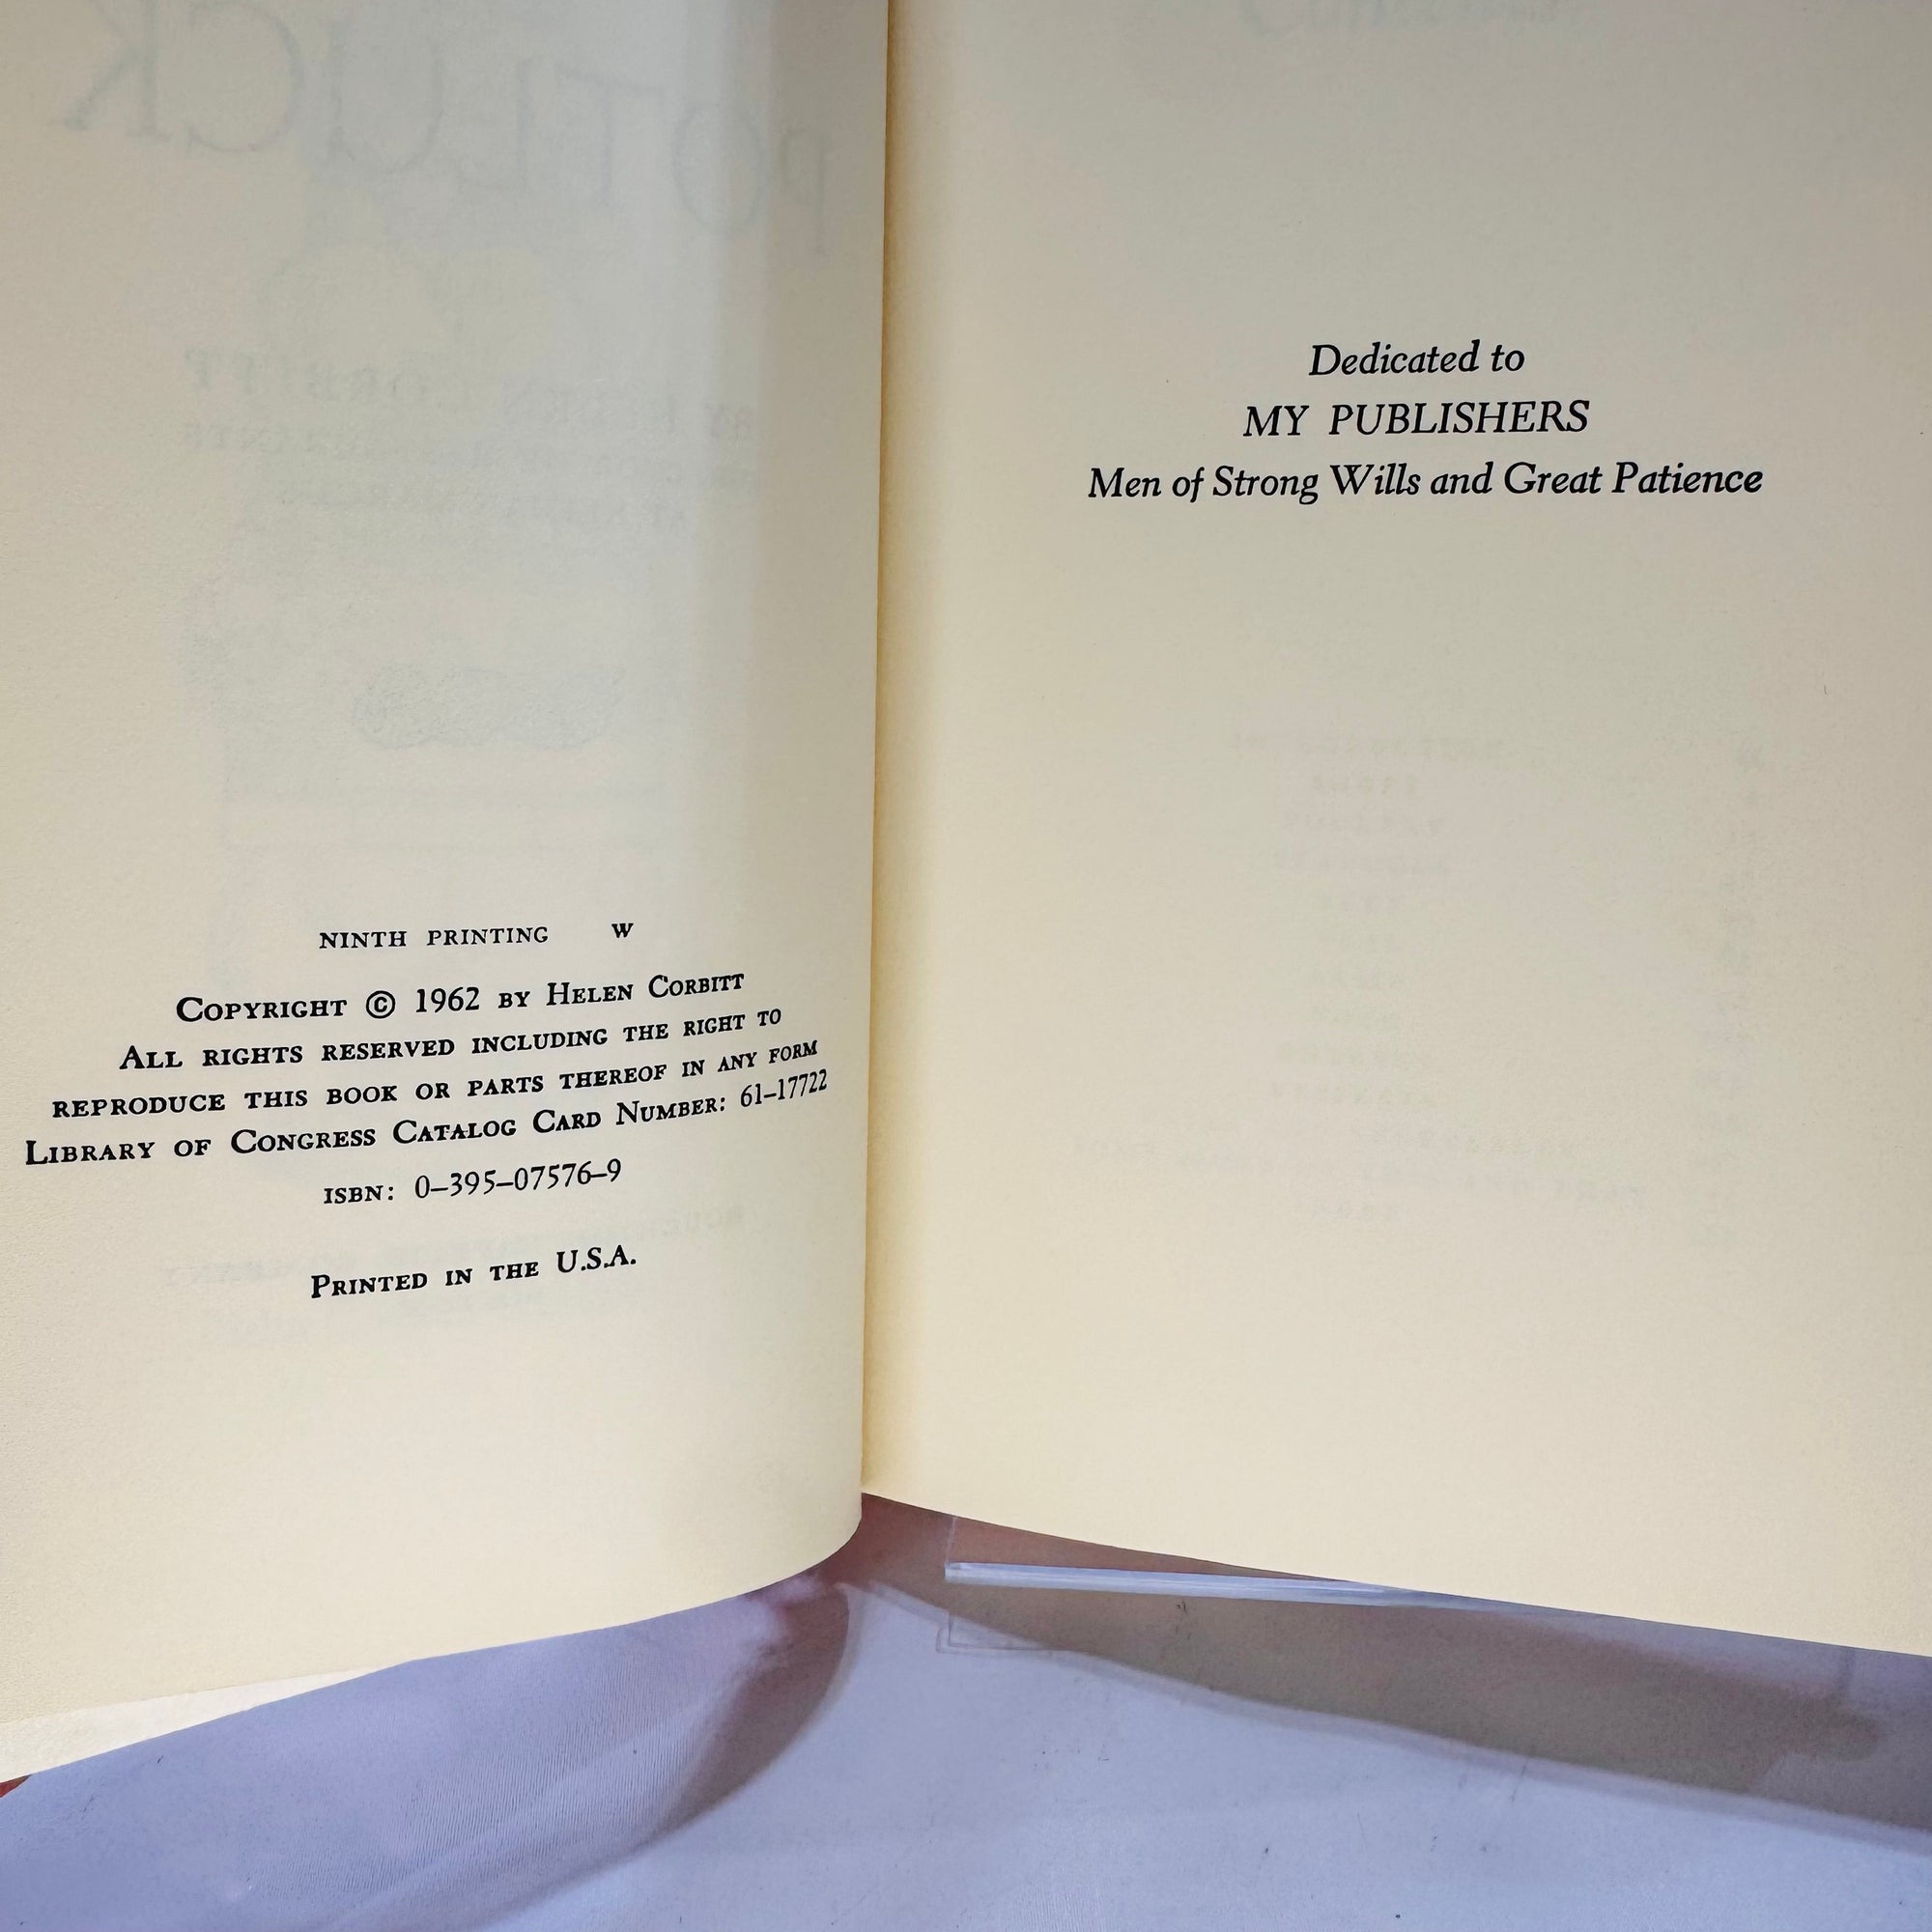 NINTH PRINTING W
COPYRIGHT © 1962 BY HELEN CORBITT
ALL RIGHTS RESERVED INCLUDING THE RIGHT TO
REPRODUCE THIS BOOK OR PARTS THEREOF IN ANY FORM
LIBRARY OF CONGRESS CATALOG CARD NUMBER: 61–17722
ISBN: 0–395–07576–9
PRINTED IN THE U.S.A.
Dedicated to
MY PUBLISHERS
Men of Strong Wills and Great Patience